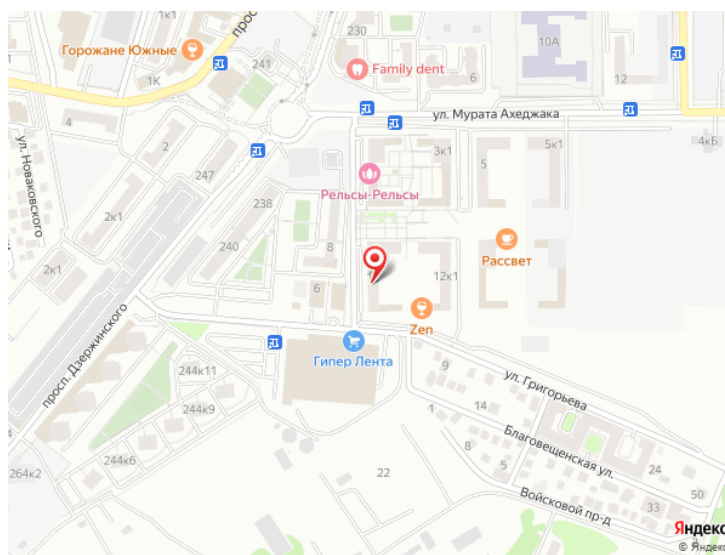 230
10А
Горожане Южные
просп
1К
241
Family dent
6
12
4
ул. Мурата Ахеджака
ул. Новаковского
2
3к1
5к1
5
4кБ
247
Рельсы-Рельсы
2к1
238
240
8
Рассвет
2к1
6
12к1
Zen
просп. Дзержинского
Гипер Лента
244к11
9
ул. Григорьева
244к9
1
14
Благовещенская ул.
244к6
8
264к2
22
5
24
50
Войсковой пр-д
33
Яндекс
© Яндекс